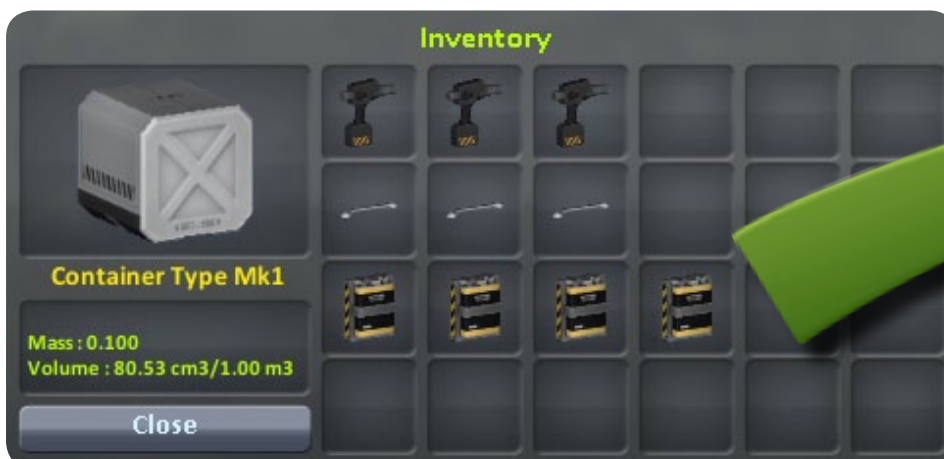 Inventory
Container Type Mk1
Mass : 0.100
Volume : 80.53 cm3/1.00 m3
Close